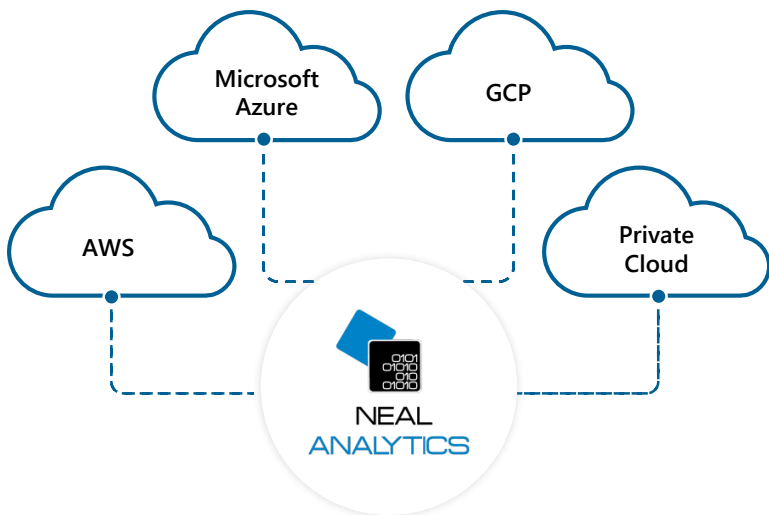 Microsoft
Azure
GCP
AWS
Private
Cloud
0101
01010
010
01010
NEAL
ANALYTICS